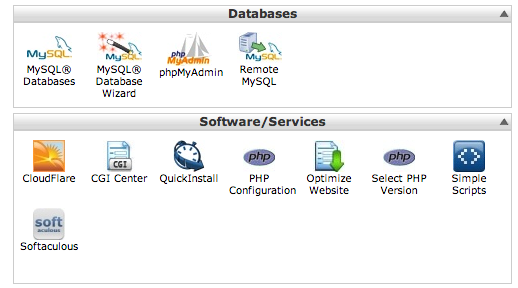 Databases
MySQL
MySQL
php
MyAdmin
MySQL
MySQL® Databases
MySQL® Database Wizard
phpMyAdmin
Remote MySQL
Software/Services
CGI
php
php
CloudFlare
CGI Center
QuickInstall
PHP Configuration
Optimize Website
Select PHP Version
Simple Scripts
soft
aculous
Softaculous